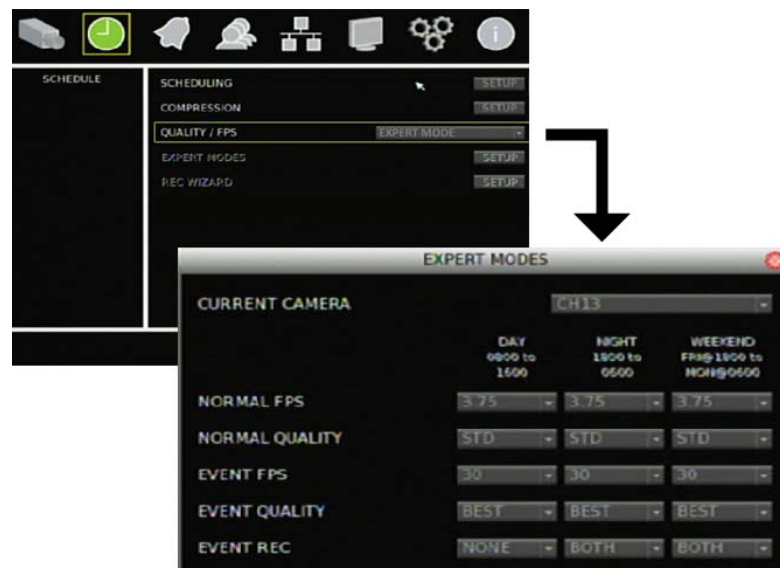 SCHEDULE
SCHEDULING SETUP
COMPRESSION SETUP
QUALITY / FPS EXPERT MODE
EXPERT MODES SETUP
REC WIZARD SETUP
EXPERT MODES
CURRENT CAMERA CH13
DAY NIGHT WEEKEND
0800 to 1800 to FRI@1800 to
1600 0600 MON@0600
NORMAL FPS 3.75 3.75 3.75
NORMAL QUALITY STD STD STD
EVENT FPS 30 30 30
EVENT QUALITY BEST BEST BEST
EVENT REC NONE BOTH BOTH